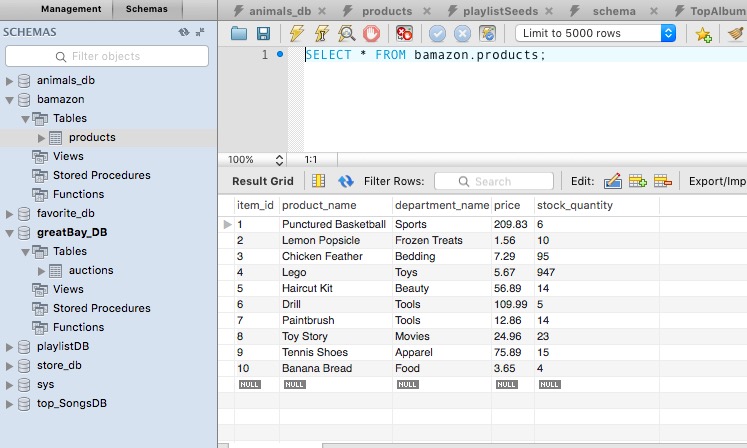 Management Schemas
SCHEMAS
Filter objects
animals_db
bamazon
Tables
products
Views
Stored Procedures
Functions
favorite_db
greatBay_DB
Tables
auctions
Views
Stored Procedures
Functions
playlistDB
store_db
sys
top_SongsDB
animals_db products playlistSeeds schema TopAlbum
Limit to 5000 rows
1 SELECT * FROM bamazon.products;
100% 1:1
Result Grid Filter Rows: Search Edit: Export/Imp
item_id product_name department_name price stock_quantity
1 Punctured Basketball Sports 209.83 6
2 Lemon Popsicle Frozen Treats 1.56 10
3 Chicken Feather Bedding 7.29 95
4 Lego Toys 5.67 947
5 Haircut Kit Beauty 56.89 14
6 Drill Tools 109.99 5
7 Paintbrush Tools 12.86 14
8 Toy Story Movies 24.96 23
9 Tennis Shoes Apparel 75.89 15
10 Banana Bread Food 3.65 4
NULL NULL NULL NULL NULL